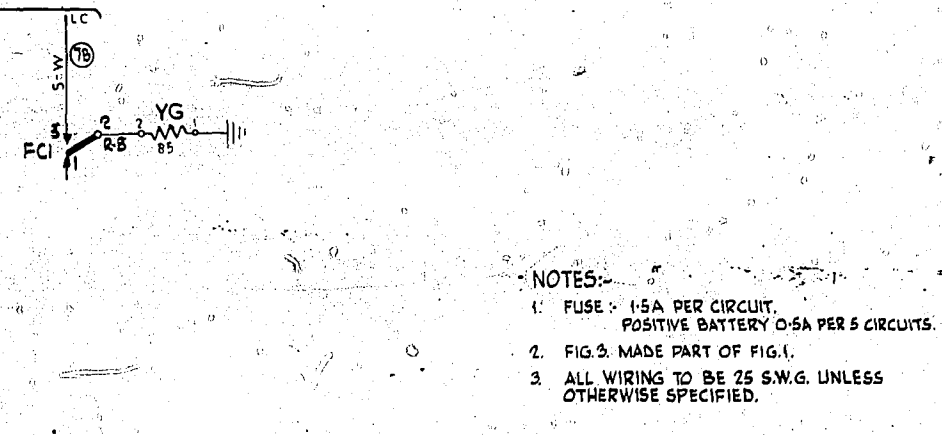 LC
S-W
7B
3
2
FC1
1
R-B
2
YG
85
1
NOTES:-
1. FUSE :- 1·5A PER CIRCUIT.
POSITIVE BATTERY 0·5A PER 5 CIRCUITS.
2. FIG.3. MADE PART OF FIG.1.
3. ALL WIRING TO BE 25 S.W.G. UNLESS
OTHERWISE SPECIFIED.